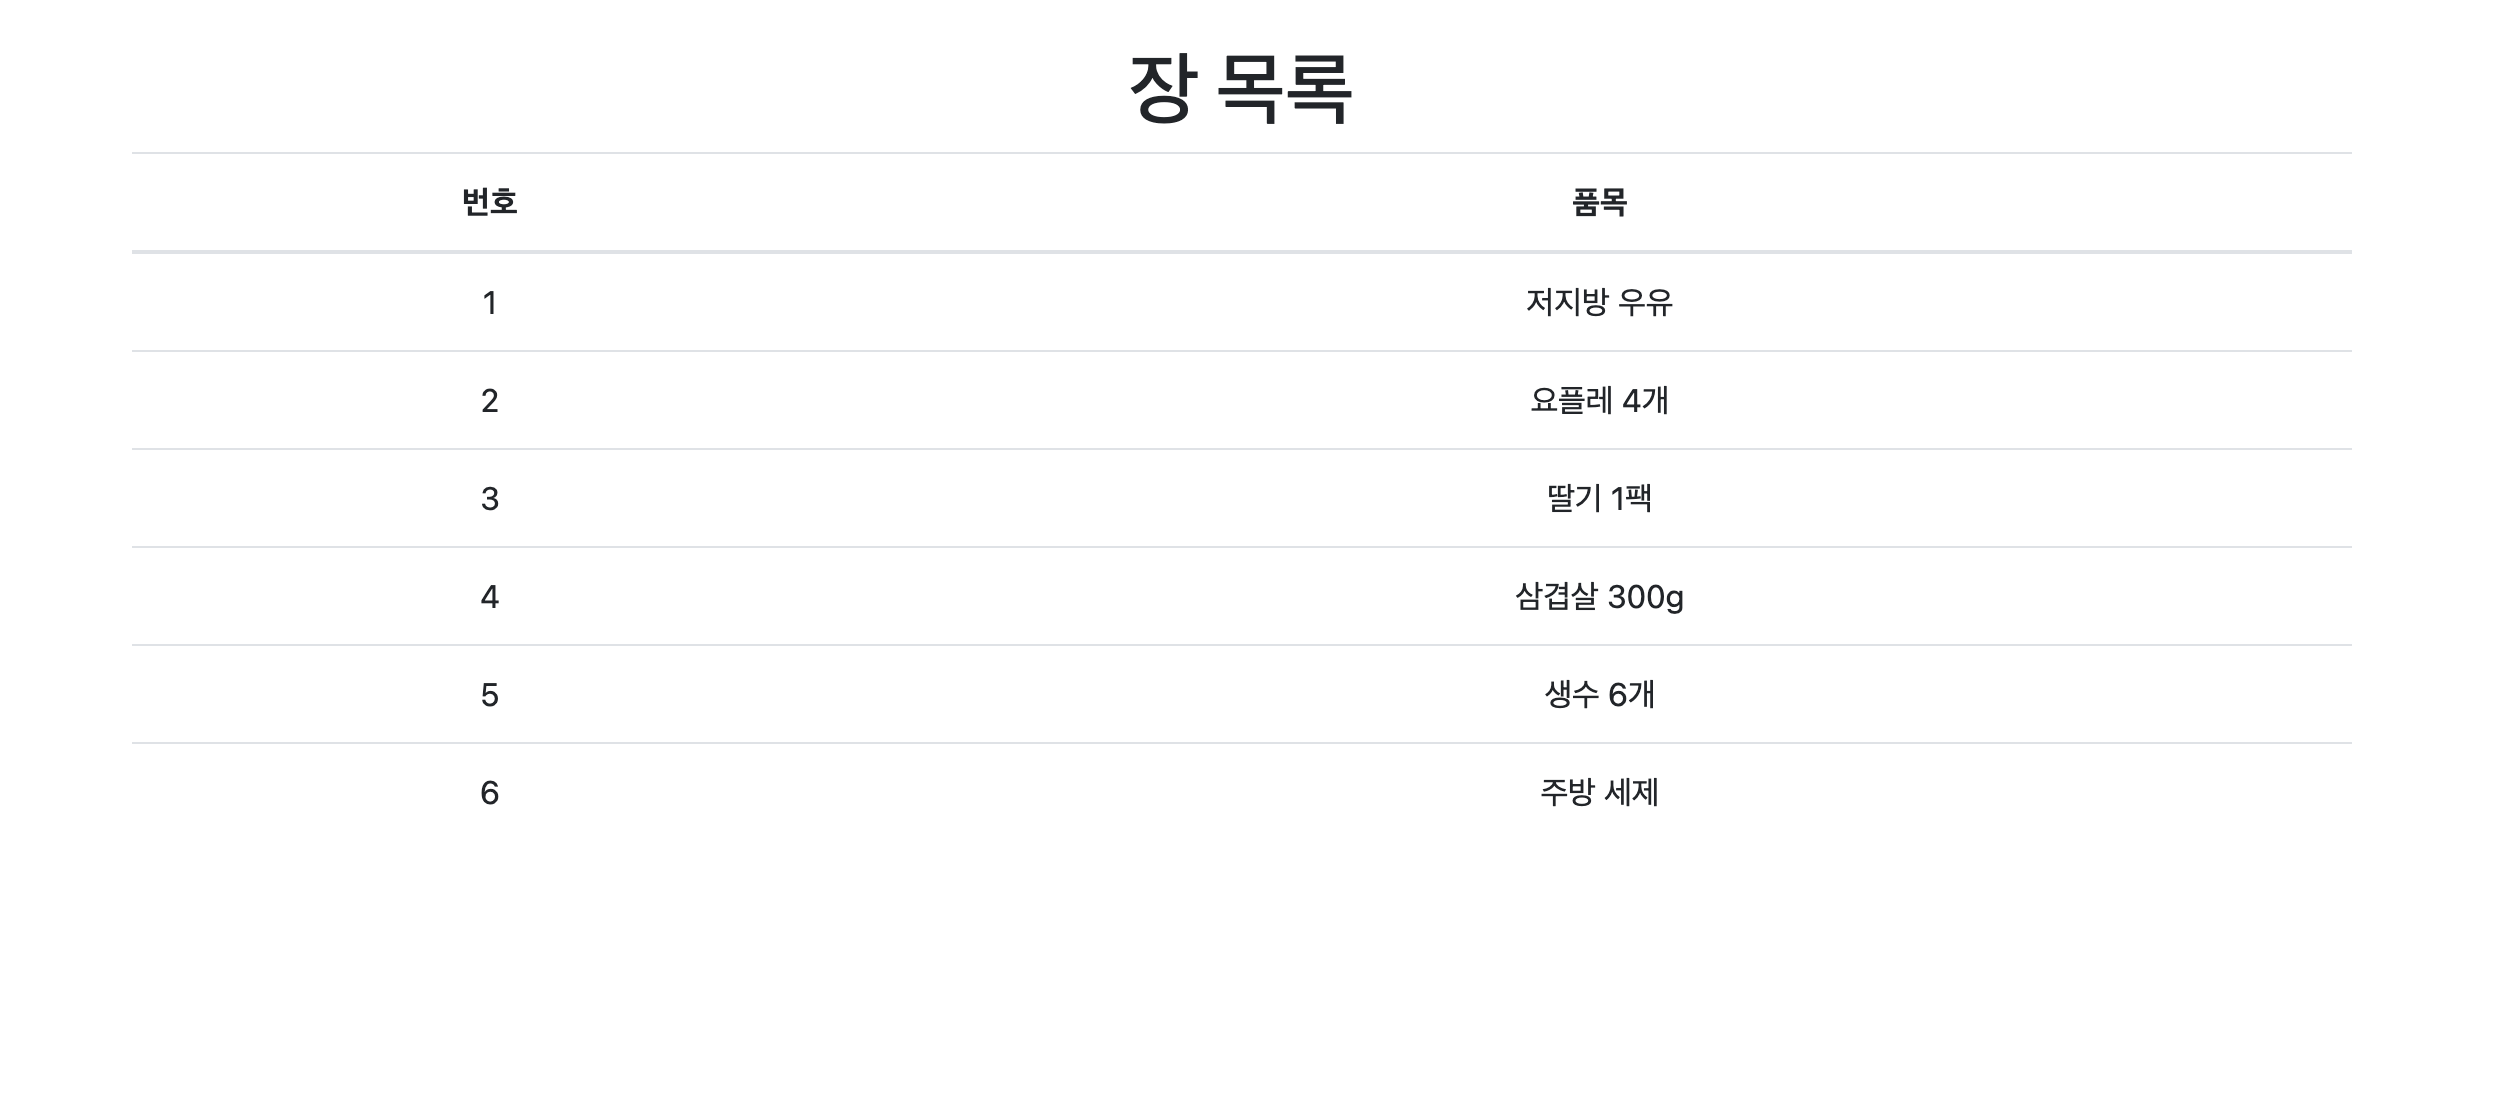 장 목록
번호 품목
1 저지방 우유
2 요플레 4개
3 딸기 1팩
4 삼겹살 300g
5 생수 6개
6 주방 세제